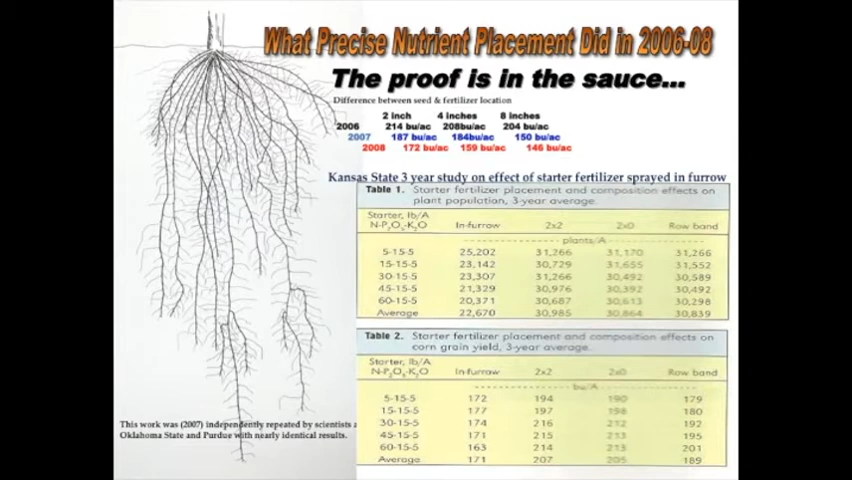 What Precise Nutrient Placement Did in 2006-08
The proof is in the sauce...
Difference between seed & fertilizer location
2 inch 4 inches 8 inches
2006 214 bu/ac 208bu/ac 204 bu/ac
2007 187 bu/ac 184bu/ac 150 bu/ac
2008 172 bu/ac 159 bu/ac 146 bu/ac
Kansas State 3 year study on effect of starter fertilizer sprayed in furrow
Table 1. Starter fertilizer placement and composition effects on
plant population, 3-year average.
Starter, lb/A
N-P2O5-K2O In-furrow 2x2 2x0 Row band
plants/A
5-15-5 25,202 31,266 31,170 31,266
15-15-5 23,142 30,729 31,655 31,552
30-15-5 23,307 31,266 30,492 30,589
45-15-5 21,329 30,976 30,392 30,492
60-15-5 20,371 30,687 30,613 30,298
Average 22,670 30,985 30,864 30,839
Table 2. Starter fertilizer placement and composition effects on
corn grain yield, 3-year average.
Starter, lb/A
N-P2O5-K2O In-furrow 2x2 2x0 Row band
bu/A
5-15-5 172 194 190 179
15-15-5 177 197 198 180
30-15-5 174 216 212 192
45-15-5 171 215 213 195
60-15-5 163 214 213 201
Average 171 207 205 189
This work was (2007) independently repeated by scientists a
Oklahoma State and Purdue with nearly identical results.